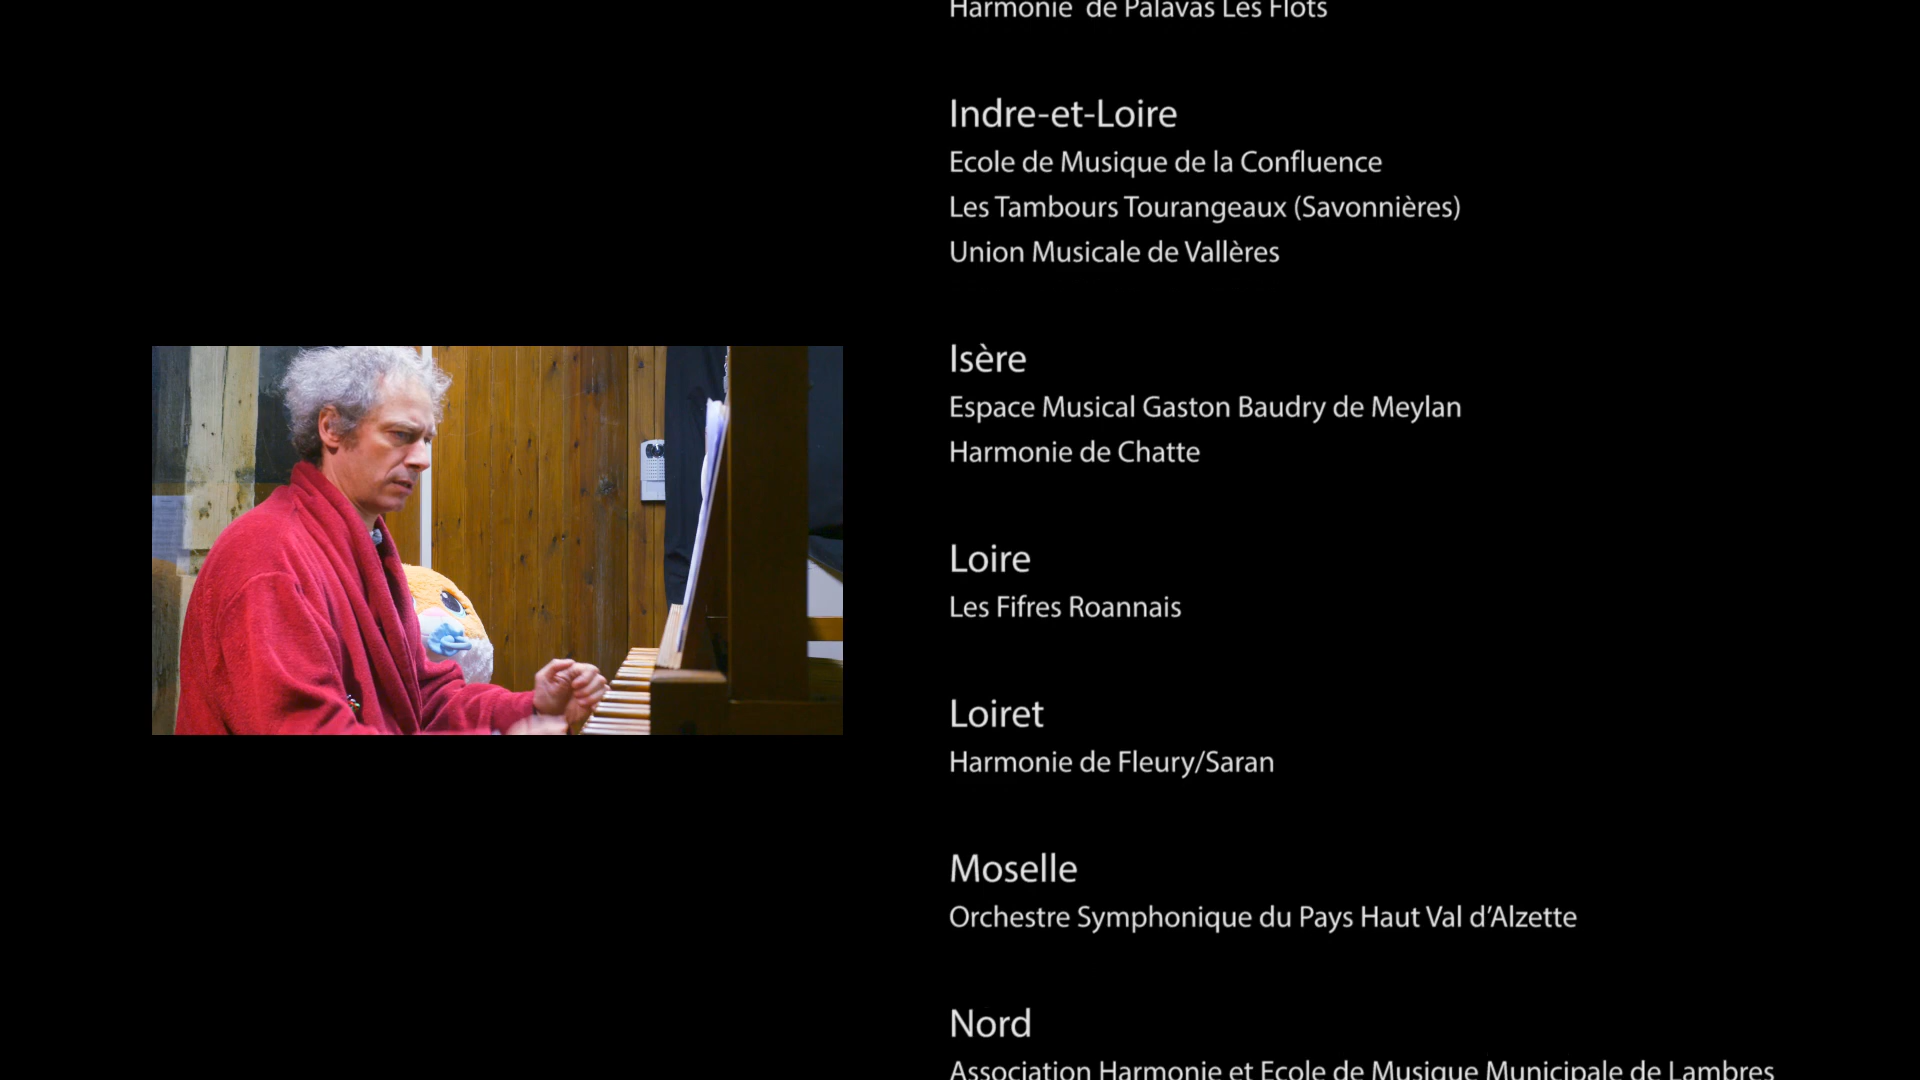 Harmonie  de Palavas Les Flots
Indre-et-Loire
Ecole de Musique de la Confluence
Les Tambours Tourangeaux (Savonnières)
Union Musicale de Vallères
Isère
Espace Musical Gaston Baudry de Meylan
Harmonie de Chatte
Loire
Les Fifres Roannais
Loiret
Harmonie de Fleury/Saran
Moselle
Orchestre Symphonique du Pays Haut Val d’Alzette
Nord
Association Harmonie et Ecole de Musique Municipale de Lambres